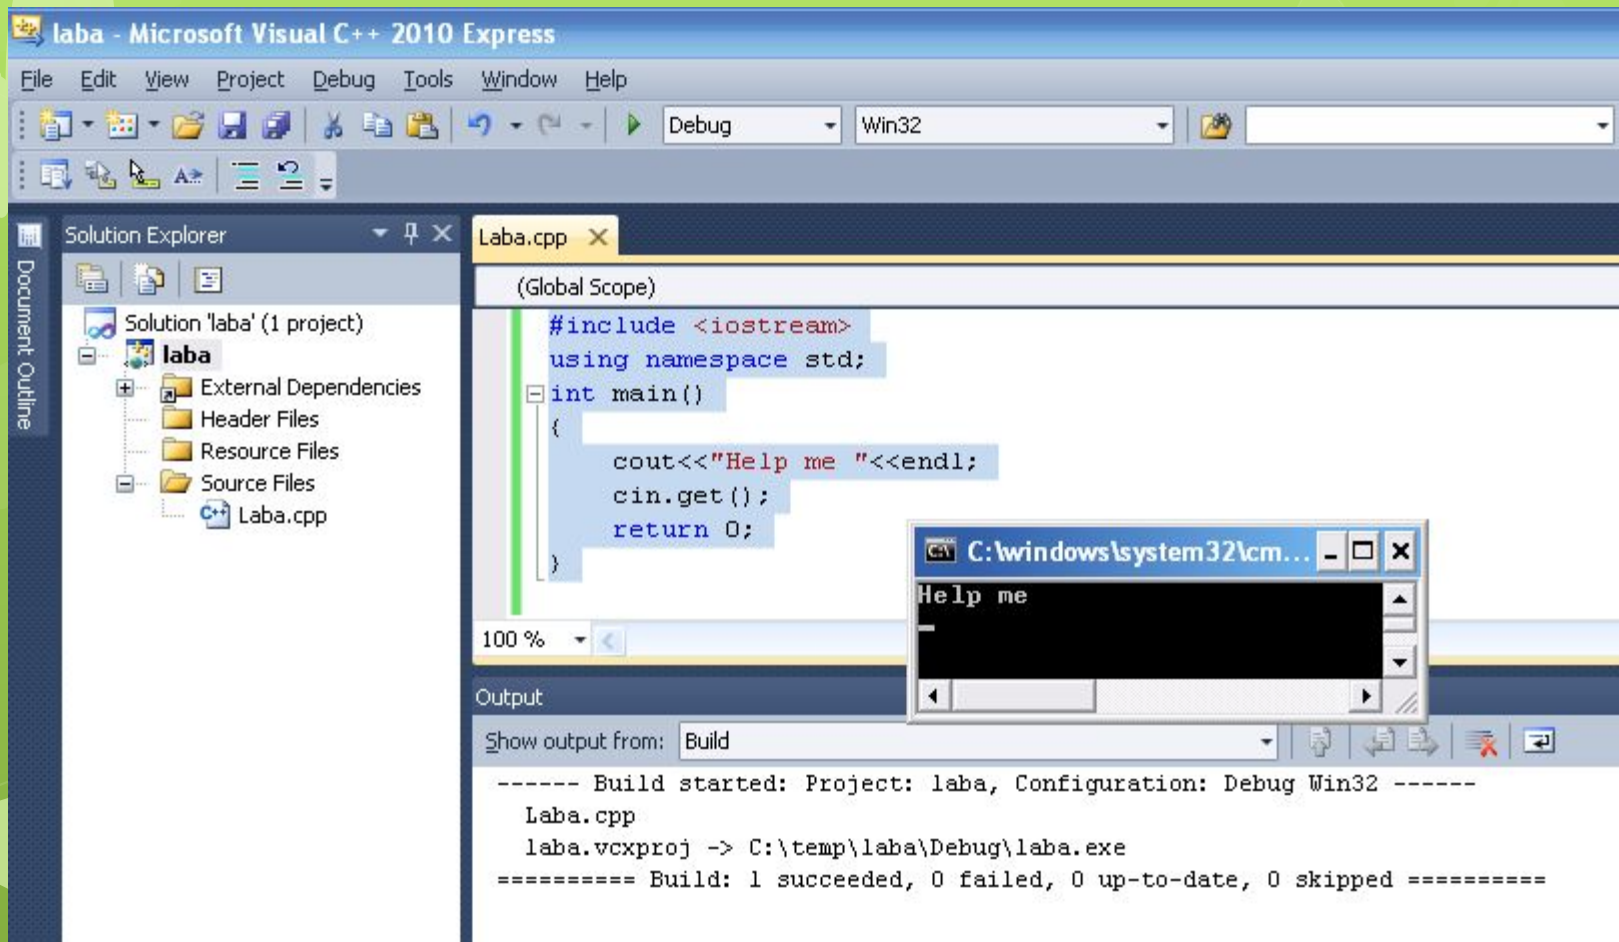 laba - Microsoft Visual C++ 2010 Express
File Edit View Project Debug Tools Window Help
Debug Win32
Document Outline
Solution Explorer
Solution 'laba' (1 project)
laba
External Dependencies
Header Files
Resource Files
Source Files
Laba.cpp
Laba.cpp
(Global Scope)
#include <iostream>
using namespace std;
int main()
{
cout<<"Help me "<<endl;
cin.get();
return 0;
}
100 %
C:\windows\system32\cm...
Help me
Output
Show output from: Build
------ Build started: Project: laba, Configuration: Debug Win32 ------
Laba.cpp
laba.vcxproj -> C:\temp\laba\Debug\laba.exe
========== Build: 1 succeeded, 0 failed, 0 up-to-date, 0 skipped ==========